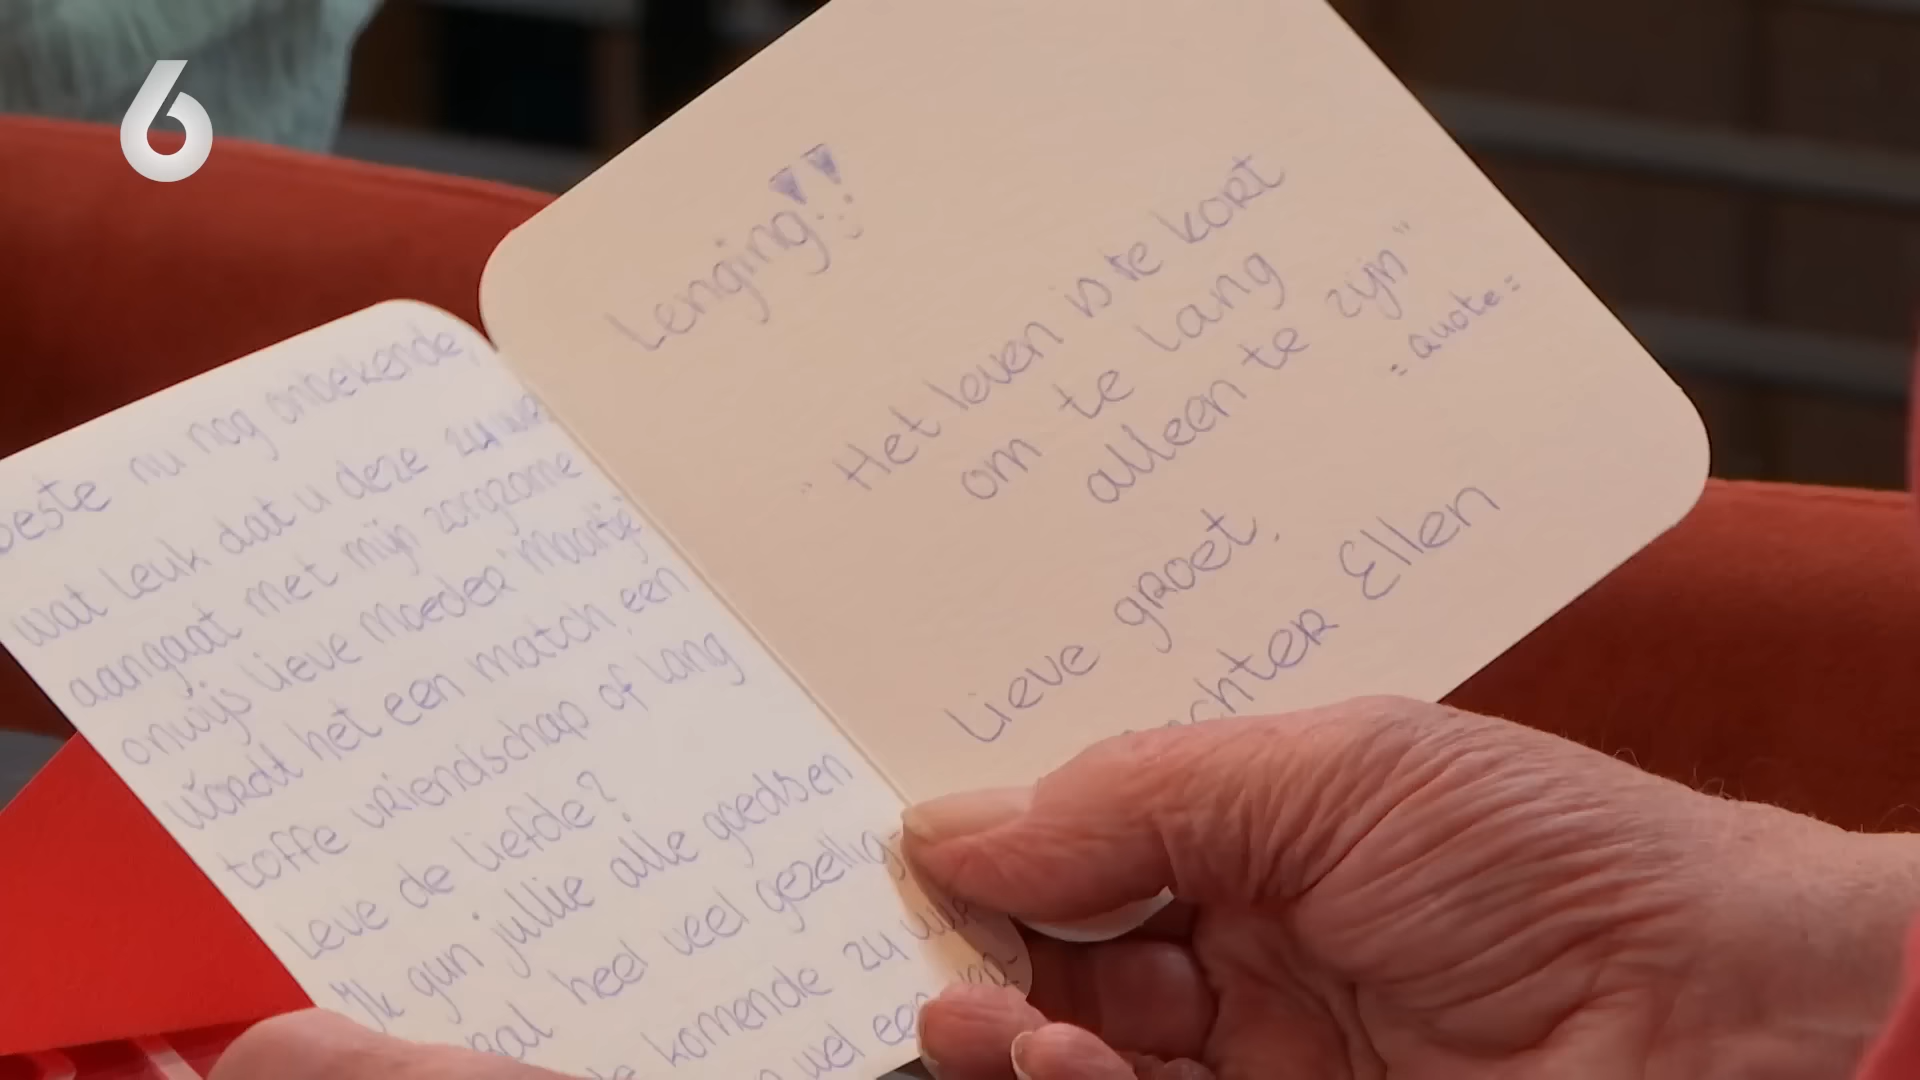 6
beste nu nog onbekende,
wat leuk dat u deze
aangaat met mijn zorgzame
onwijs lieve Moeder Maartje
wordt het een match, een
toffe vriendschap of lang
Leve de liefde?
Ik gun jullie alle goeds en
heel veel gezellig-
komende
wel
Lenging!!
"Het leven is te kort
om te lang
alleen te zijn"
= Quote =
Lieve groet,
Ellen